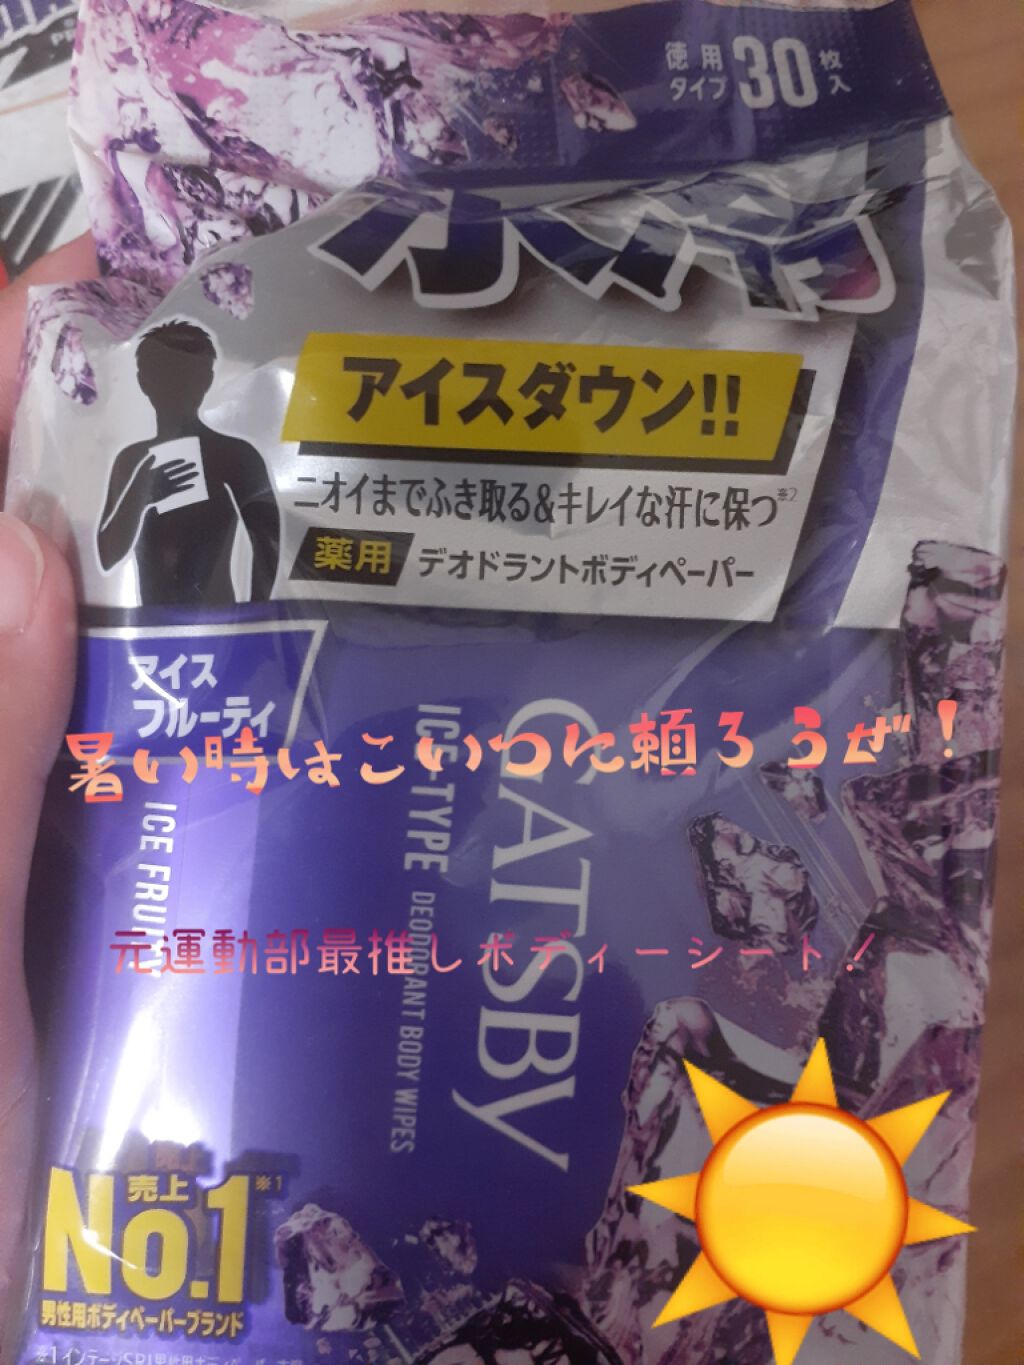 徳用
タイプ
30枚入
アイスダウン!!
ニオイまでふき取る&キレイな汗に保つ※2
薬用 デオドラントボディペーパー
アイス
フルーティ
ICE FRUI
GATSBY
ICE-TYPE DEODORANT BODY WIPES
暑い時はこいつに頼ろうぜ!
元運動部最推しボディーシート!
売上
No.1※1
男性用ボディペーパーブランド